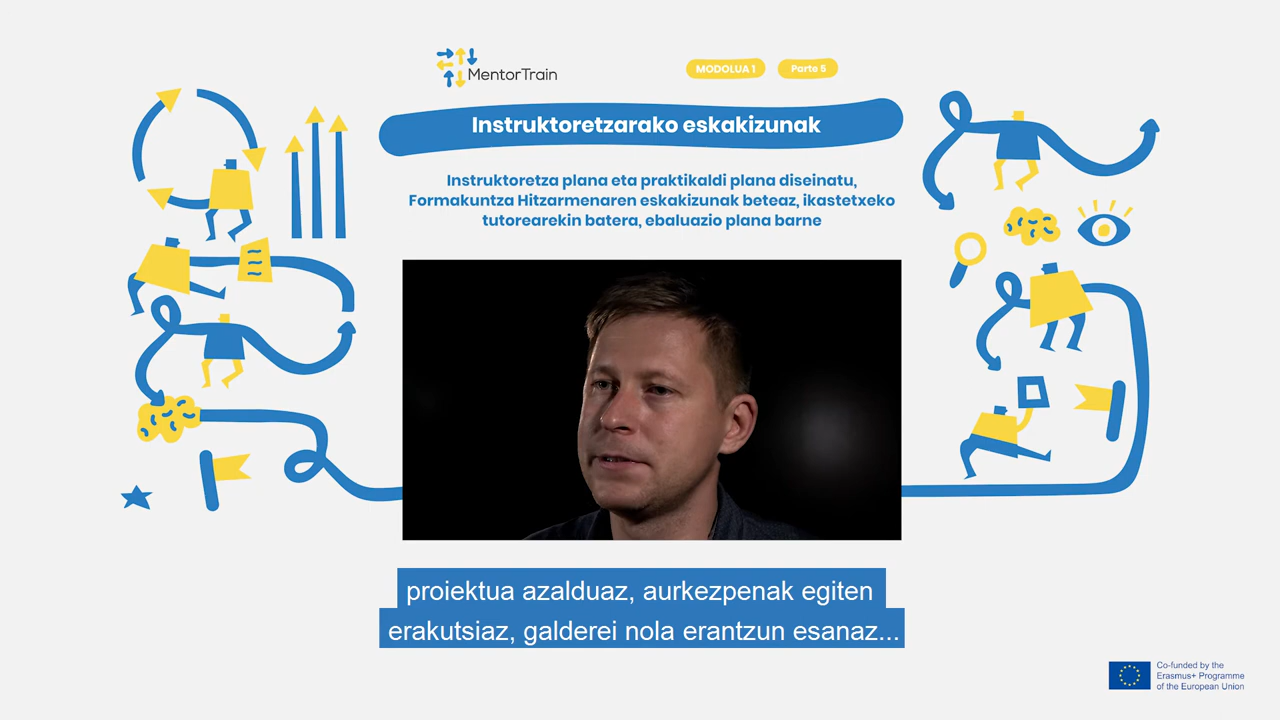 MentorTrain
MODOLUA 1
Parte 5
Instruktoretzarako eskakizunak
Instruktoretza plana eta praktikaldi plana diseinatu,
Formakuntza Hitzarmenaren eskakizunak beteaz, ikastetxeko
tutorearekin batera, ebaluazio plana barne
proiektua azalduaz, aurkezpenak egiten
erakutsiaz, galderei nola erantzun esanaz...
Co-funded by the
Erasmus+ Programme
of the European Union